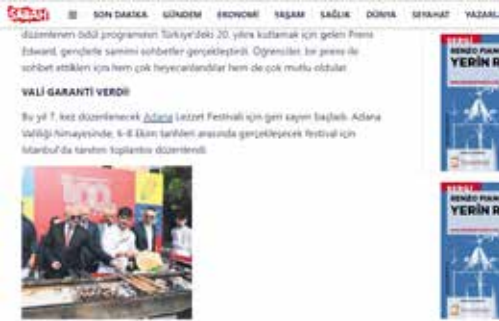 SABAH
SON DAKİKA GÜNDEM EKONOMİ YAŞAM SAĞLIK DÜNYA SEYAHAT YAZARLAR
düzenlenen ödül programının Türkiye'deki 20. yılını kutlamak için gelen Prens
Edward, gençlerle samimi sohbetler gerçekleştirdi. Öğrenciler, bir prens ile
sohbet ettikleri için hem çok heyecanlandılar hem de çok mutlu oldular.
VALİ GARANTİ VERDİ!
Bu yıl 7. kez düzenlenecek Adana Lezzet Festivali için geri sayım başladı. Adana
Valiliği himayesinde, 6-8 Ekim tarihleri arasında gerçekleşecek festival için
İstanbul'da tanıtım toplantısı düzenlendi.
100
SERGİ
RENZO PIANO
YERİN R
SERGİ
RENZO PIANO
YERİN R